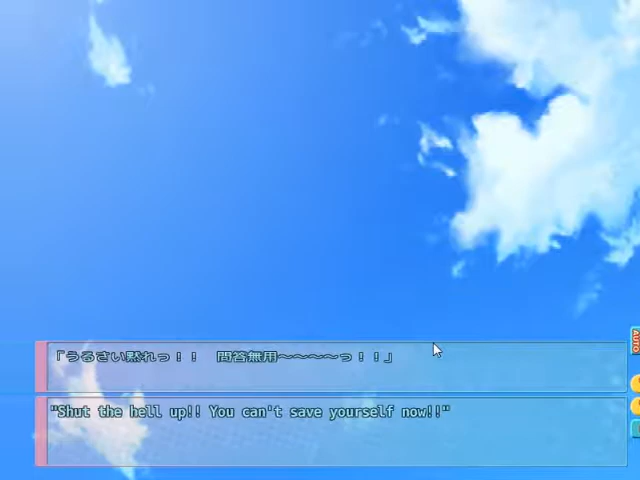 「うるさい黙れっ！！　問答無用～～～～っ！！」
"Shut the hell up!! You can't save yourself now!!"
AUTO